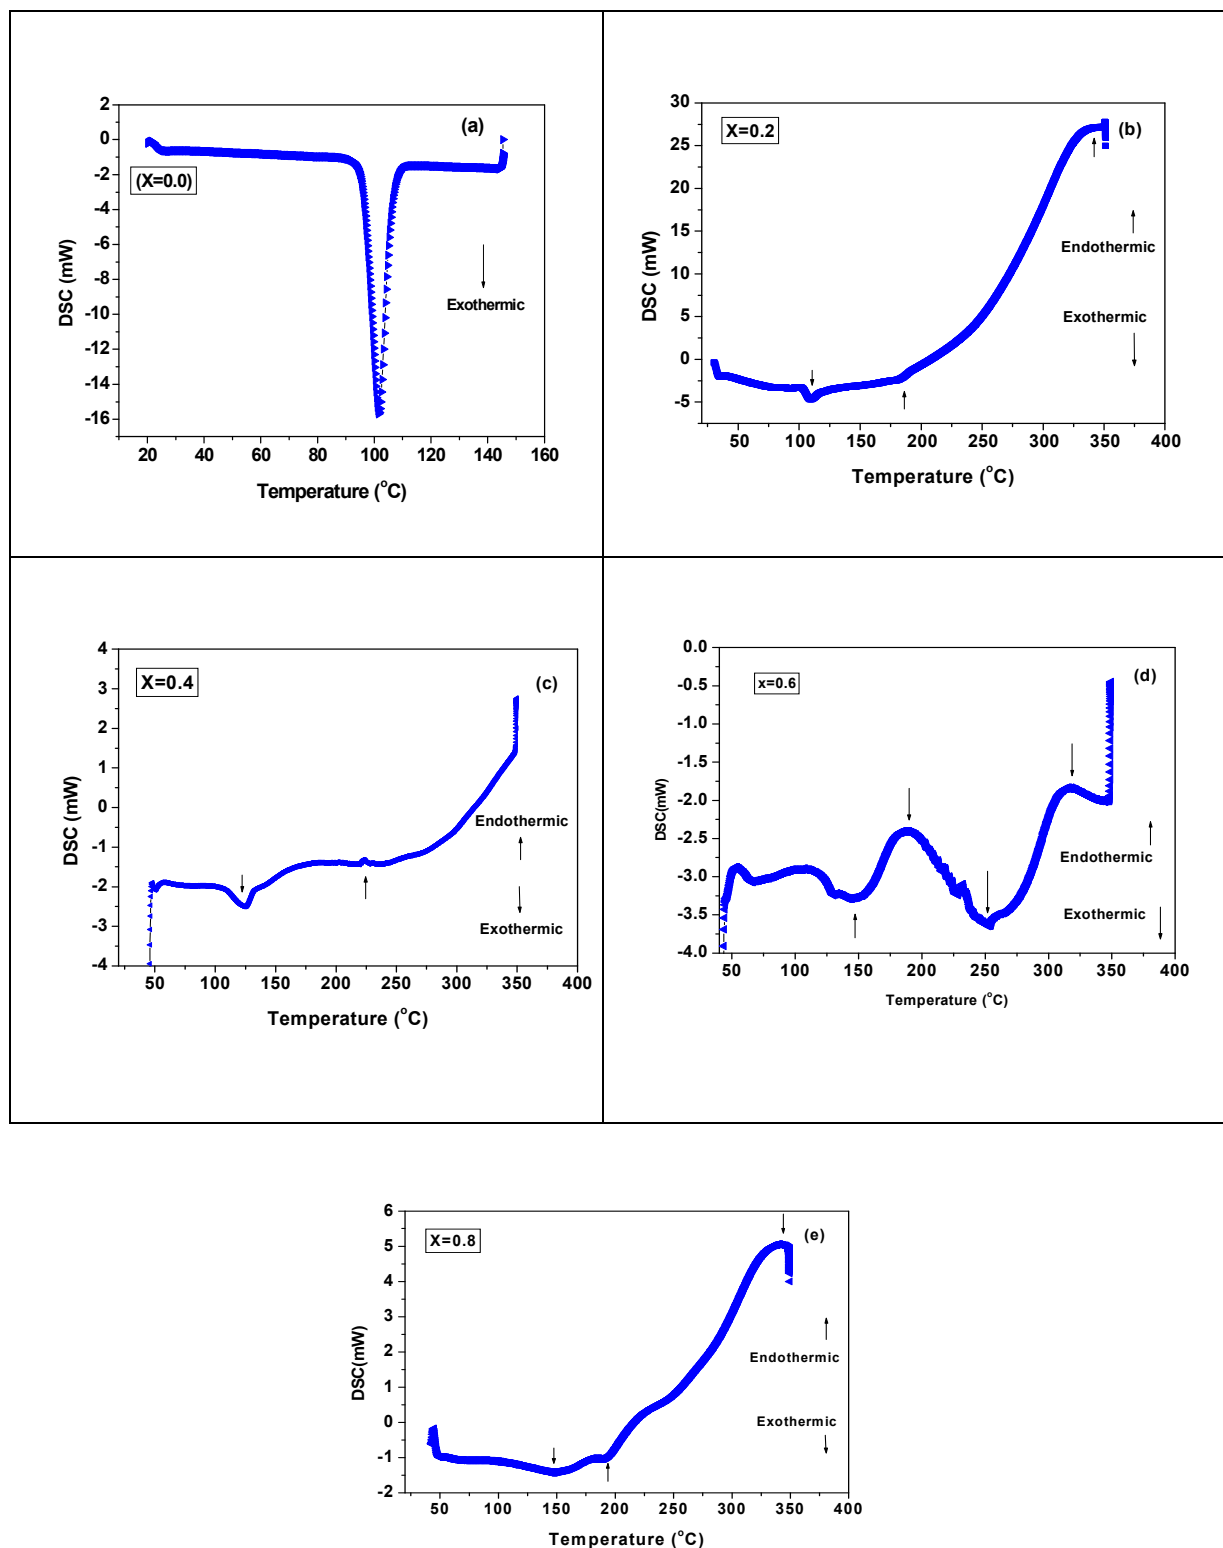 (a)
(X=0.0)
2
0
-2
-4
-6
-8
-10
-12
-14
-16
DSC (mW)
Exothermic
20 40 60 80 100 120 140 160
Temperature (°C)
X=0.2
(b)
30
25
20
15
10
5
0
-5
DSC (mW)
Endothermic
Exothermic
50 100 150 200 250 300 350 400
Temperature (°C)
X=0.4
(c)
4
3
2
1
0
-1
-2
-3
-4
DSC (mW)
Endothermic
Exothermic
50 100 150 200 250 300 350 400
Temperature (°C)
x=0.6
(d)
0.0
-0.5
-1.0
-1.5
-2.0
-2.5
-3.0
-3.5
-4.0
DSC(mW)
Endothermic
Exothermic
50 100 150 200 250 300 350 400
Temperature (°C)
X=0.8
(e)
6
5
4
3
2
1
0
-1
-2
DSC(mW)
Endothermic
Exothermic
50 100 150 200 250 300 350 400
Temperature (°C)